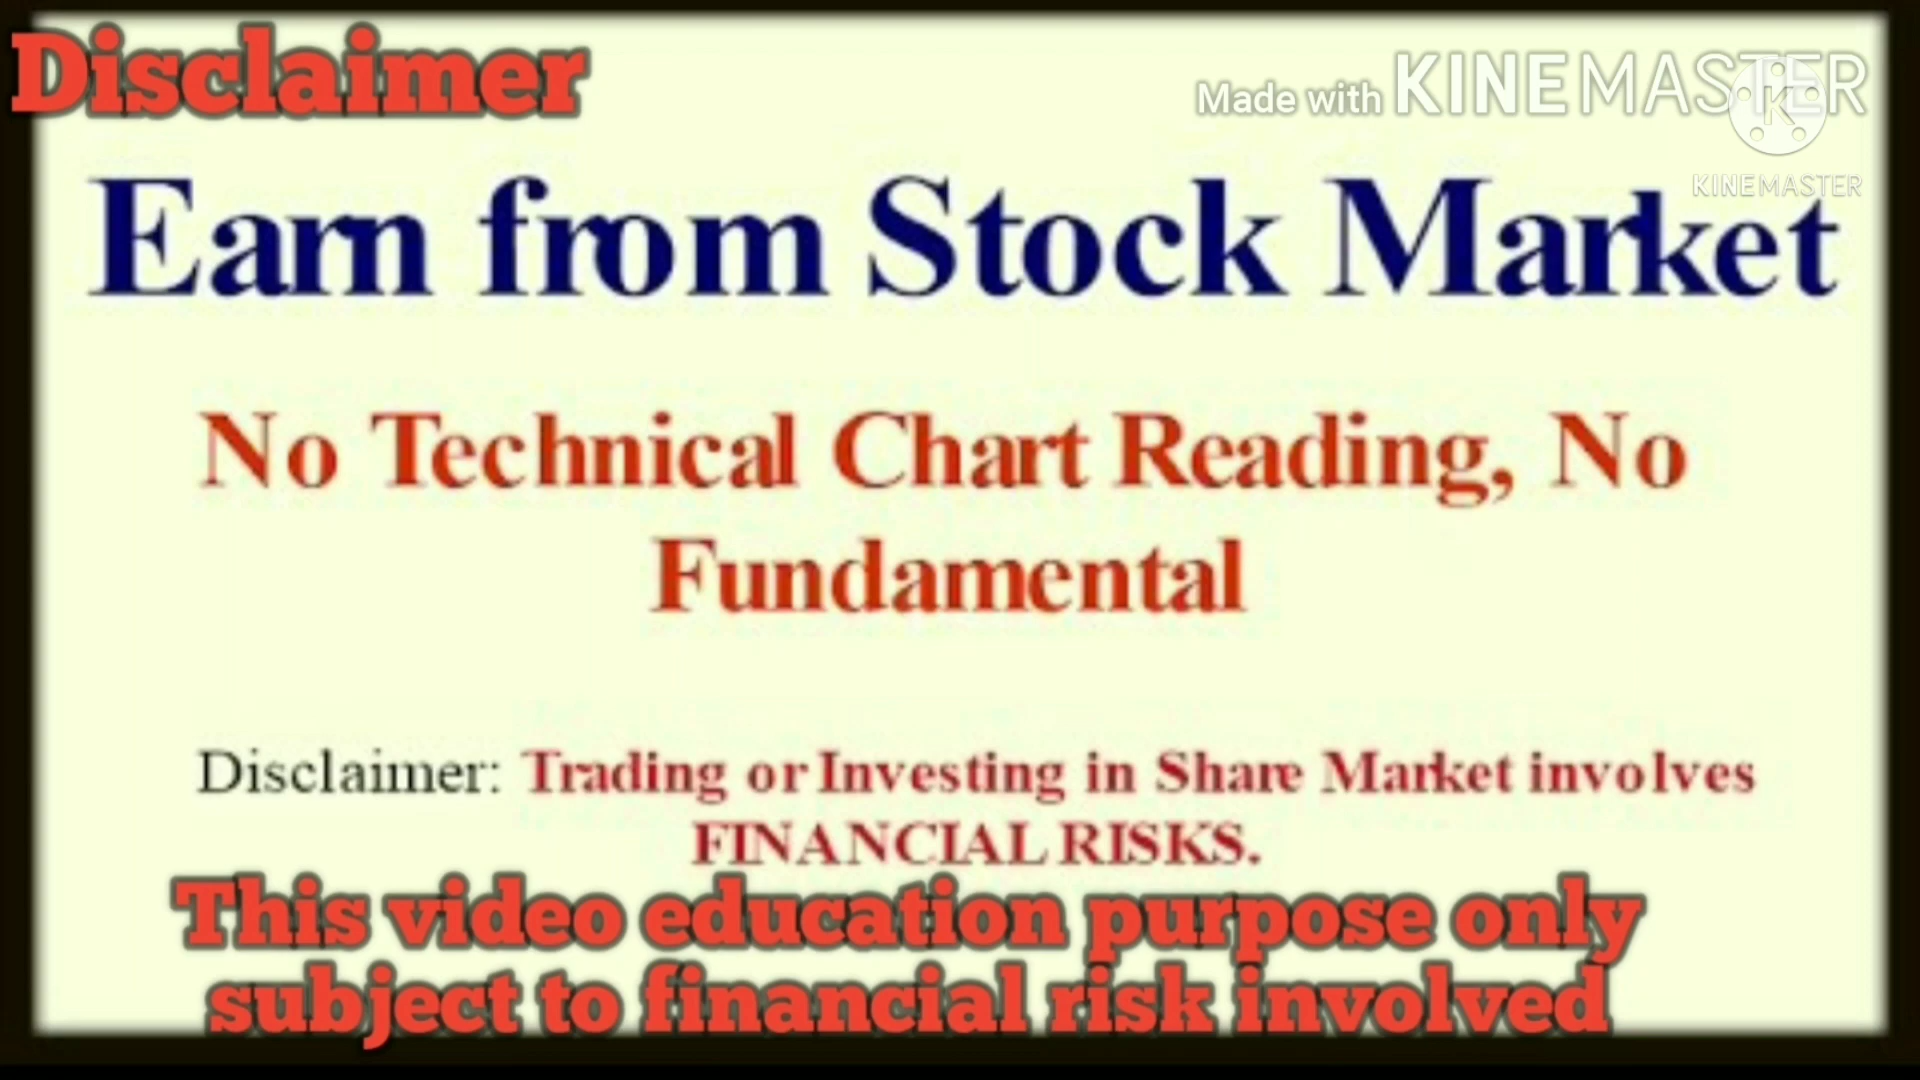 Disclaimer
Made with KINEMASTER
K
KINEMASTER
Earn from Stock Market
No Technical Chart Reading, No
Fundamental
Disclaimer: Trading or Investing in Share Market involves
FINANCIAL RISKS.
This video education purpose only
subject to financial risk involved